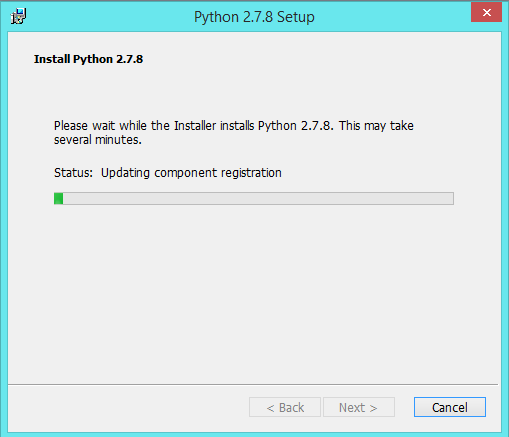 Python 2.7.8 Setup
Install Python 2.7.8
Please wait while the Installer installs Python 2.7.8. This may take
several minutes.
Status: Updating component registration
< Back Next > Cancel